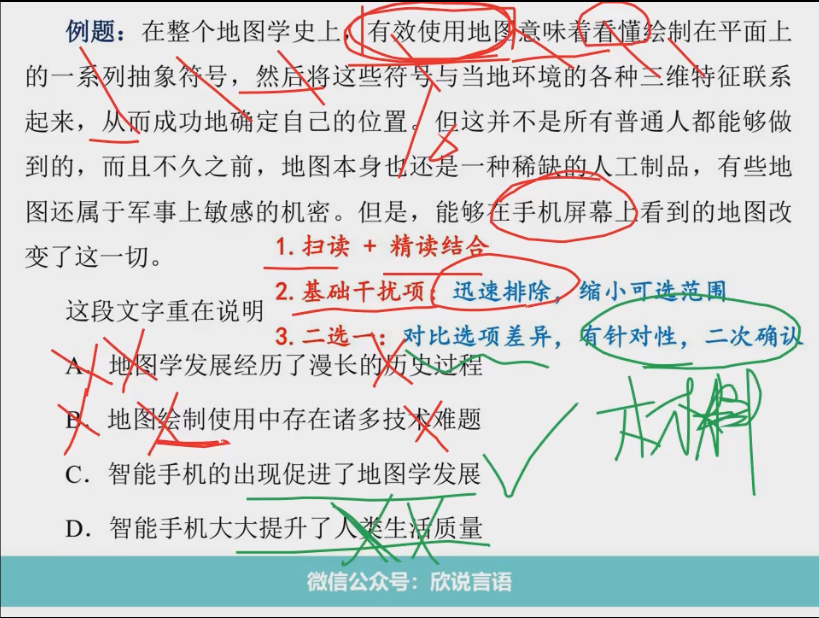 例题：在整个地图学史上，有效使用地图意味着看懂绘制在平面上
的一系列抽象符号，然后将这些符号与当地环境的各种三维特征联系
起来，从而成功地确定自己的位置。但这并不是所有普通人都能够做
到的，而且不久之前，地图本身也还是一种稀缺的人工制品，有些地
图还属于军事上敏感的机密。但是，能够在手机屏幕上看到的地图改
变了这一切。
1. 扫读 + 精读结合
2. 基础干扰项：迅速排除，缩小可选范围
这段文字重在说明
3. 二选一：对比选项差异，有针对性，二次确认
A．地图学发展经历了漫长的历史过程
B．地图绘制使用中存在诸多技术难题
C．智能手机的出现促进了地图学发展
D．智能手机大大提升了人类生活质量
微信公众号：欣说言语